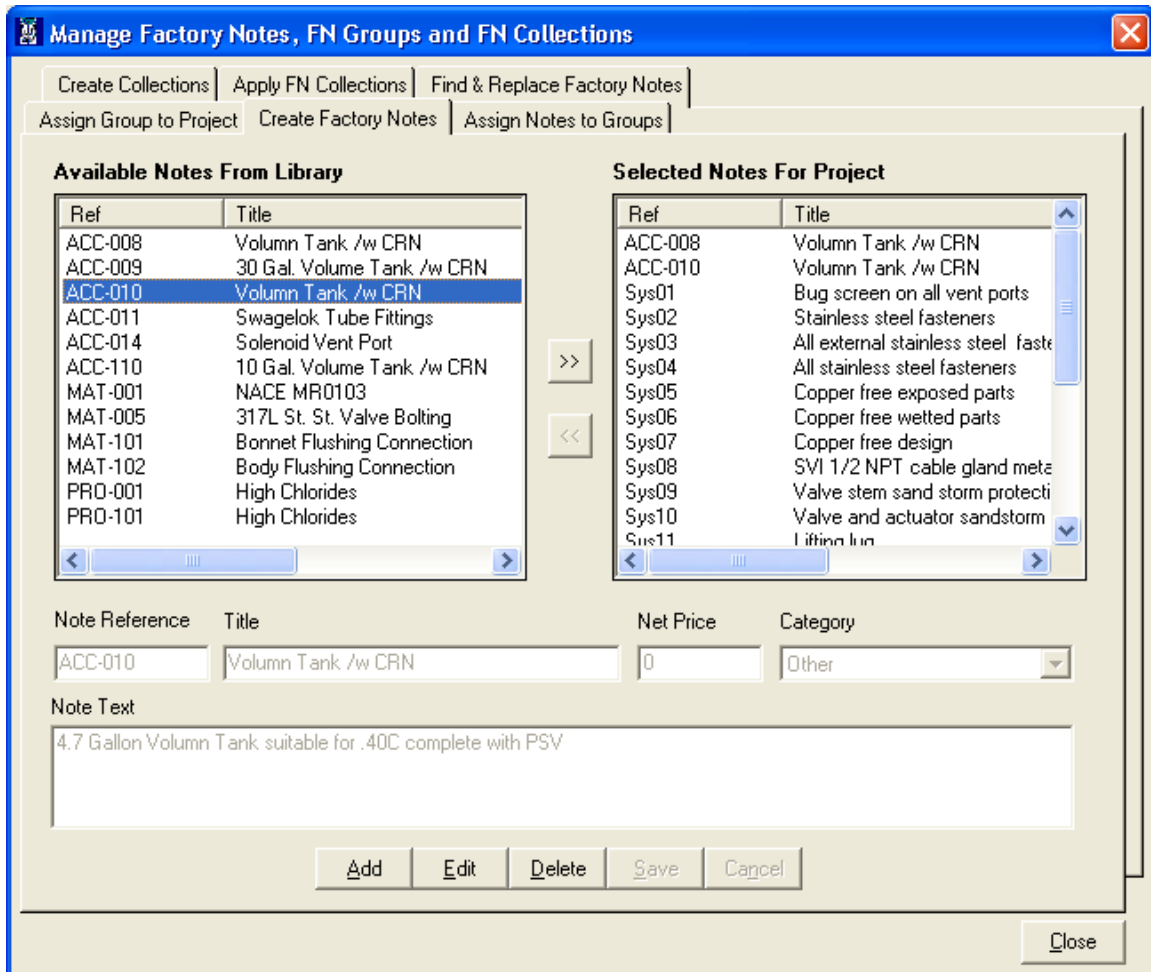 Manage Factory Notes, FN Groups and FN Collections
Create Collections Apply FN Collections Find & Replace Factory Notes
Assign Group to Project Create Factory Notes Assign Notes to Groups
Available Notes From Library
Ref Title
ACC-008 Volumn Tank /w CRN
ACC-009 30 Gal. Volume Tank /w CRN
ACC-010 Volumn Tank /w CRN
ACC-011 Swagelok Tube Fittings
ACC-014 Solenoid Vent Port
ACC-110 10 Gal. Volume Tank /w CRN
MAT-001 NACE MR0103
MAT-005 317L St. St. Valve Bolting
MAT-101 Bonnet Flushing Connection
MAT-102 Body Flushing Connection
PRO-001 High Chlorides
PRO-101 High Chlorides
>>
<<
Selected Notes For Project
Ref Title
ACC-008 Volumn Tank /w CRN
ACC-010 Volumn Tank /w CRN
Sys01 Bug screen on all vent ports
Sys02 Stainless steel fasteners
Sys03 All external stainless steel faste
Sys04 All stainless steel fasteners
Sys05 Copper free exposed parts
Sys06 Copper free wetted parts
Sys07 Copper free design
Sys08 SVI 1/2 NPT cable gland meta
Sys09 Valve stem sand storm protecti
Sys10 Valve and actuator sandstorm
Sys11 Lifting lug
Note Reference Title Net Price Category
ACC-010 Volumn Tank /w CRN 0 Other
Note Text
4.7 Gallon Volumn Tank suitable for .40C complete with PSV
Add Edit Delete Save Cancel
Close